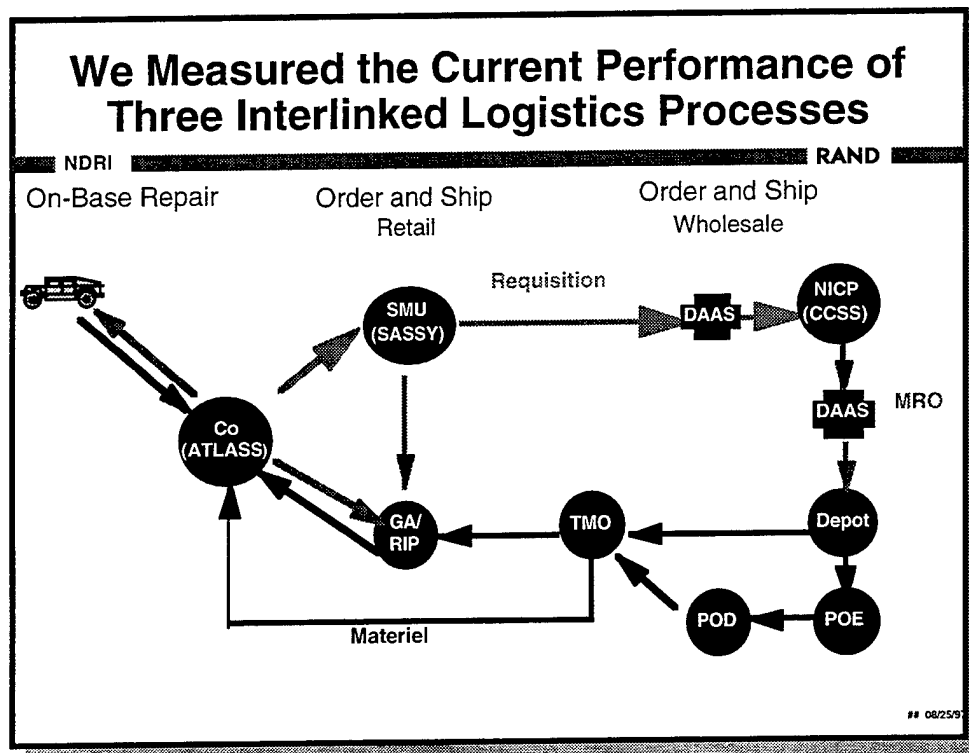 We Measured the Current Performance of
Three Interlinked Logistics Processes
NDRI
RAND
On-Base Repair
Order and Ship
Retail
Order and Ship
Wholesale
Requisition
SMU
(SASSY)
DAAS
NICP
(CCSS)
DAAS
MRO
Co
(ATLASS)
GA/
RIP
TMO
Depot
POD
POE
Materiel
## 08/25/97